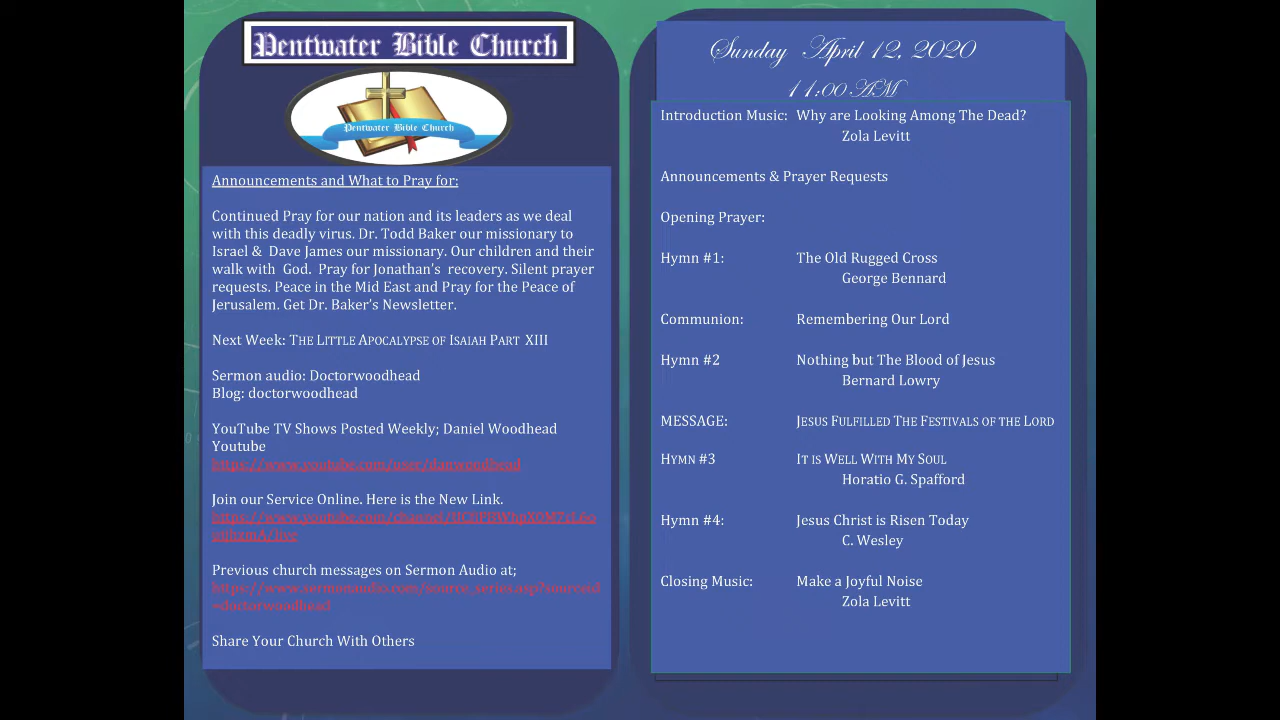 Pentwater Bible Church
Pentwater Bible Church
Announcements and What to Pray for:
Continued Pray for our nation and its leaders as we deal
with this deadly virus. Dr. Todd Baker our missionary to
Israel & Dave James our missionary. Our children and their
walk with God. Pray for Jonathan's recovery. Silent prayer
requests. Peace in the Mid East and Pray for the Peace of
Jerusalem. Get Dr. Baker's Newsletter.
Next Week: THE LITTLE APOCALYPSE OF ISAIAH PART XIII
Sermon audio: Doctorwoodhead
Blog: doctorwoodhead
YouTube TV Shows Posted Weekly; Daniel Woodhead
Youtube
https://www.youtube.com/user/danwoodhead
Join our Service Online. Here is the New Link.
Previous church messages on Sermon Audio at;
https://www.sermonaudio.com/source_series.asp?sourceid
=doctorwoodhead
Share Your Church With Others
Sunday April 12, 2020
11:00 AM
Introduction Music: Why are Looking Among The Dead?
Zola Levitt
Announcements & Prayer Requests
Opening Prayer:
Hymn #1: The Old Rugged Cross
George Bennard
Communion: Remembering Our Lord
Hymn #2 Nothing but The Blood of Jesus
Bernard Lowry
MESSAGE: JESUS FULFILLED THE FESTIVALS OF THE LORD
HYMN #3 IT IS WELL WITH MY SOUL
Horatio G. Spafford
Hymn #4: Jesus Christ is Risen Today
C. Wesley
Closing Music: Make a Joyful Noise
Zola Levitt